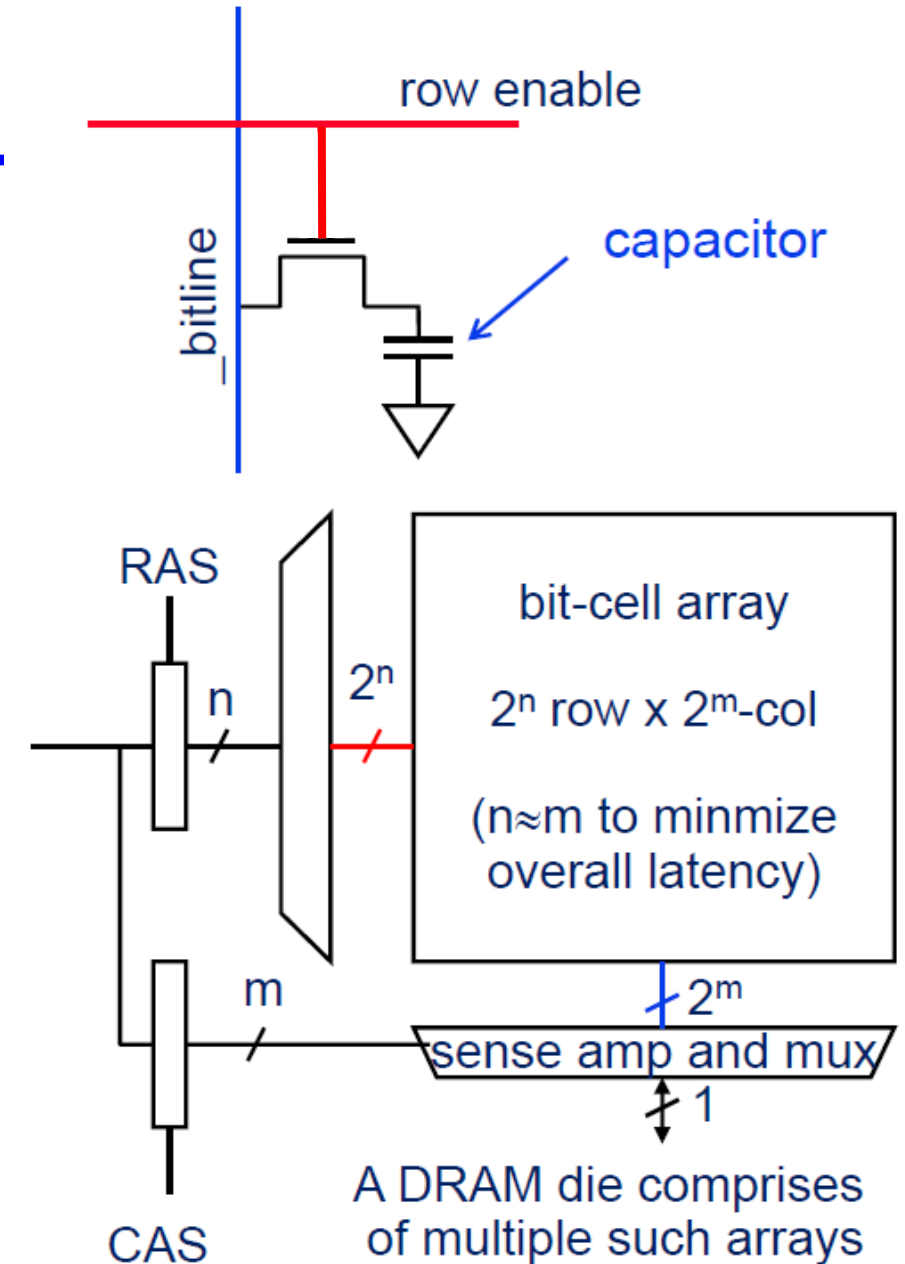 row enable
_bitline
capacitor
RAS
n
2ⁿ
bit-cell array
2ⁿ row x 2ᵐ-col
(n≈m to minmize
overall latency)
m
2ᵐ
sense amp and mux
1
CAS
A DRAM die comprises
of multiple such arrays